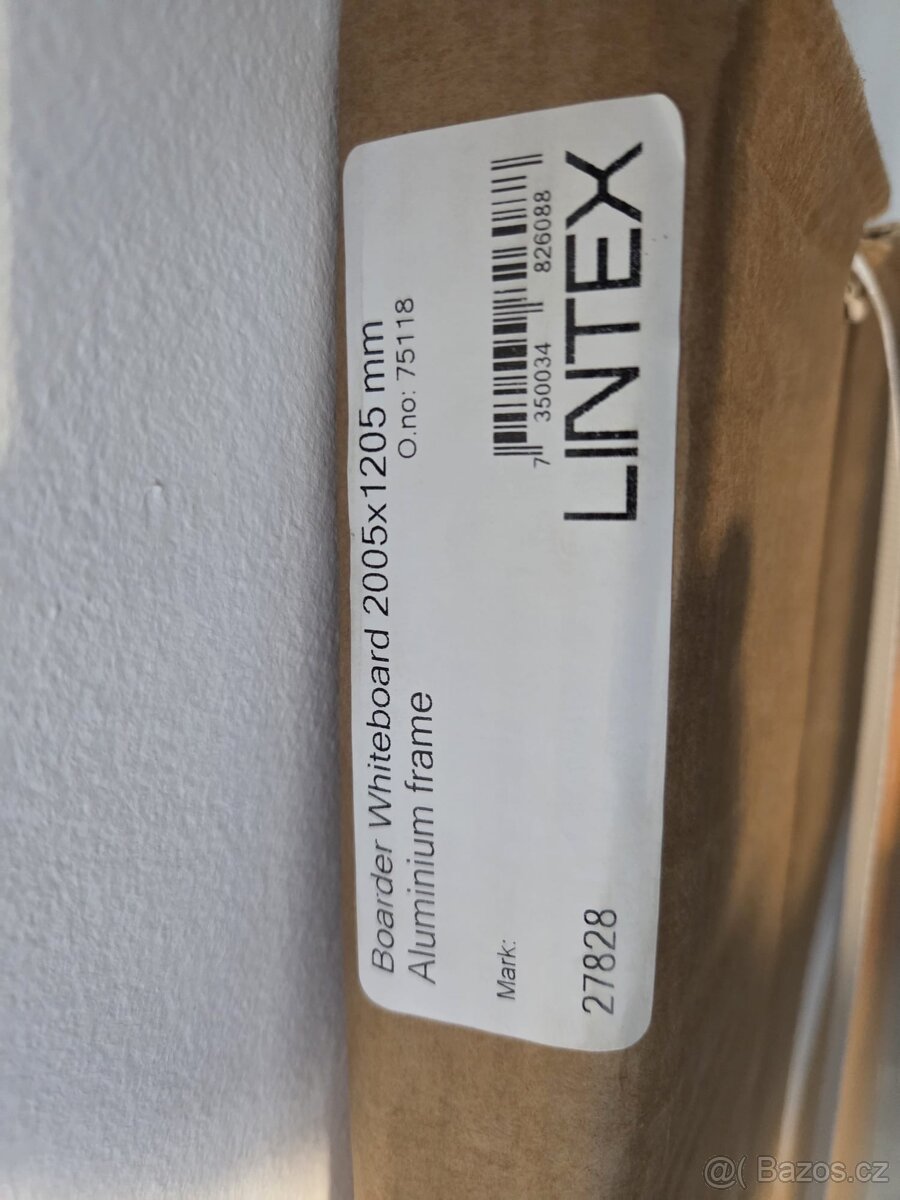 Boarder Whiteboard 2005x1205 mm
Aluminium frame
O.no: 75118
Mark:
7 350034 826088
27828
LINTEX
@( Bazos.cz